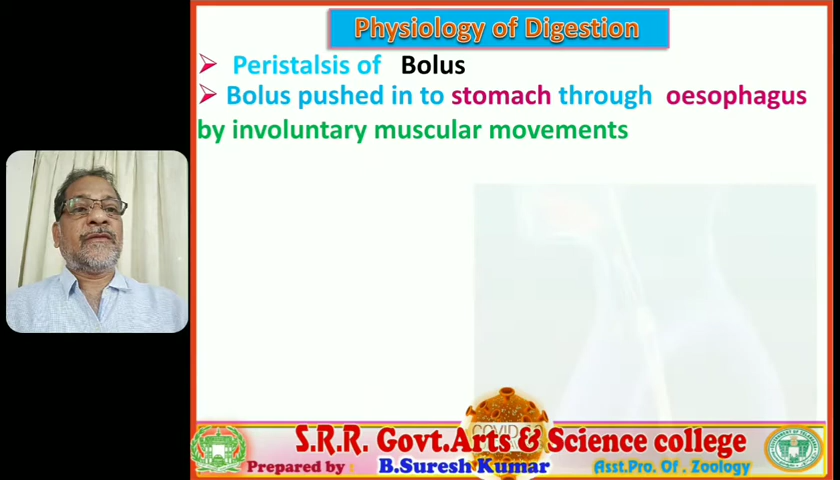 Physiology of Digestion
Peristalsis of Bolus
Bolus pushed in to stomach through oesophagus
by involuntary muscular movements
COVID
S.R.R. Govt.Arts & Science college
Prepared by : B.Suresh Kumar Asst.Pro. Of . Zoology